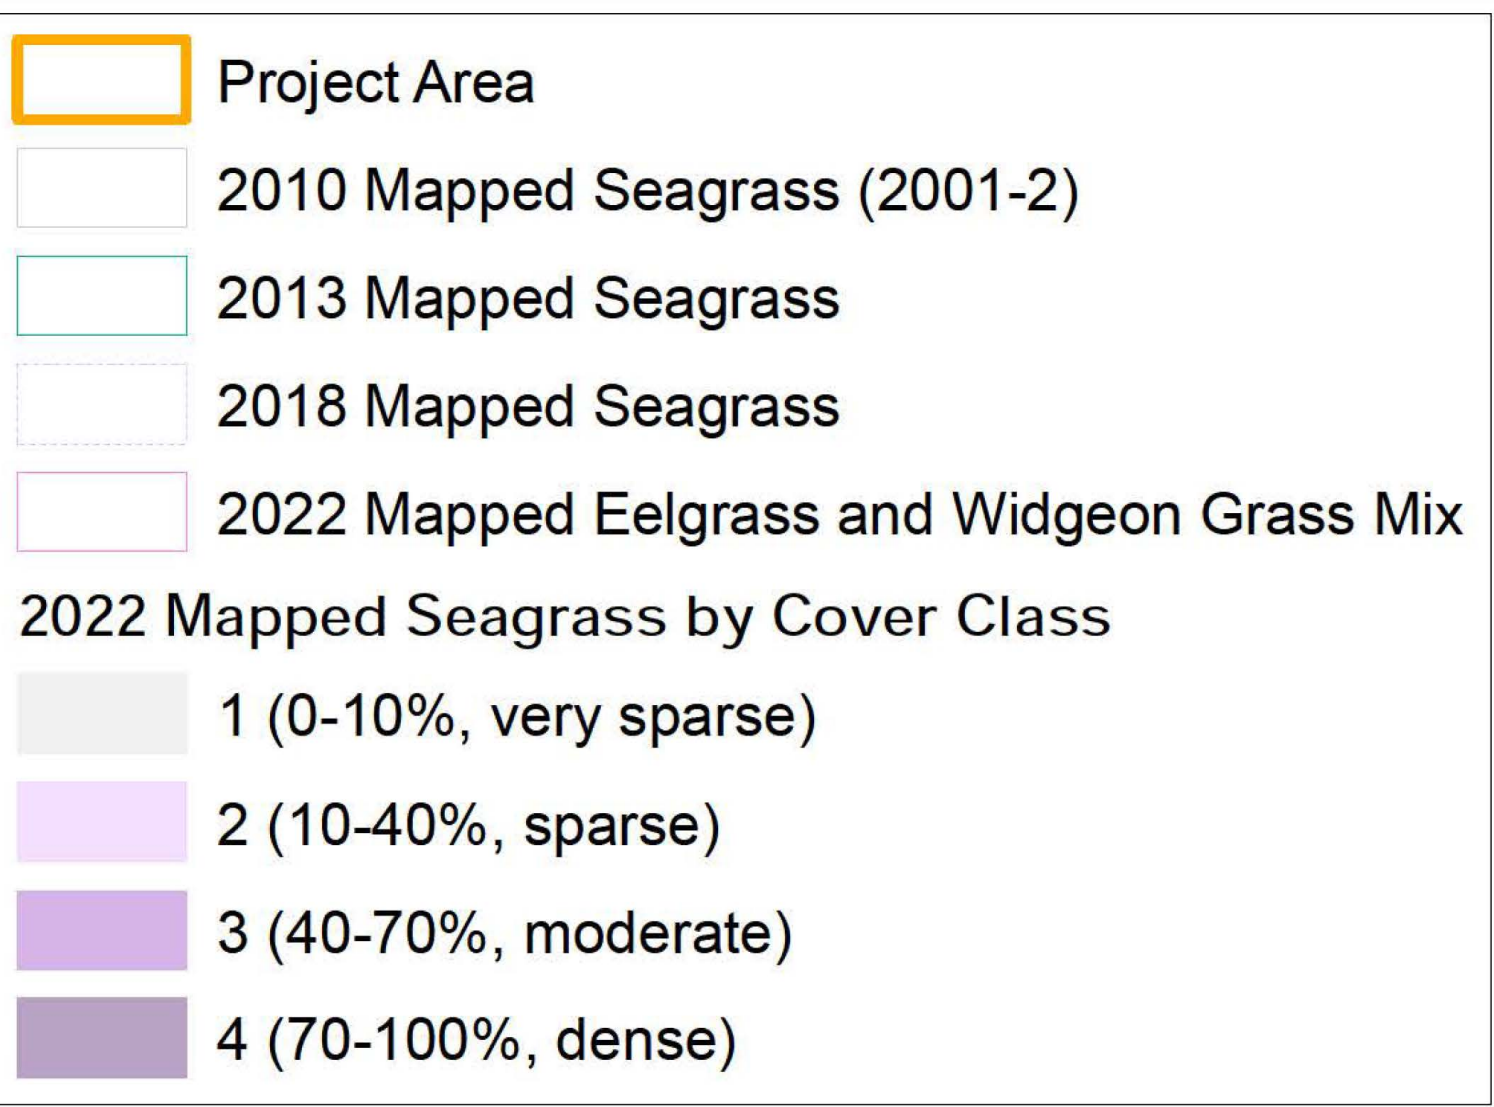 Project Area
2010 Mapped Seagrass (2001-2)
2013 Mapped Seagrass
2018 Mapped Seagrass
2022 Mapped Eelgrass and Widgeon Grass Mix
2022 Mapped Seagrass by Cover Class
1 (0-10%, very sparse)
2 (10-40%, sparse)
3 (40-70%, moderate)
4 (70-100%, dense)